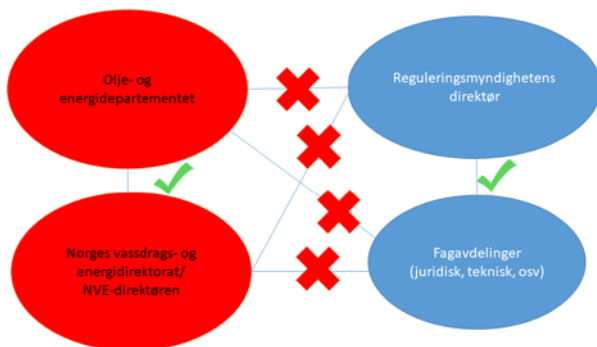 Olje- og
energidepartementet
Reguleringsmyndighetens
direktør
Norges vassdrags- og
energidirektorat/
NVE-direktøren
Fagavdelinger
(juridisk, teknisk, osv)